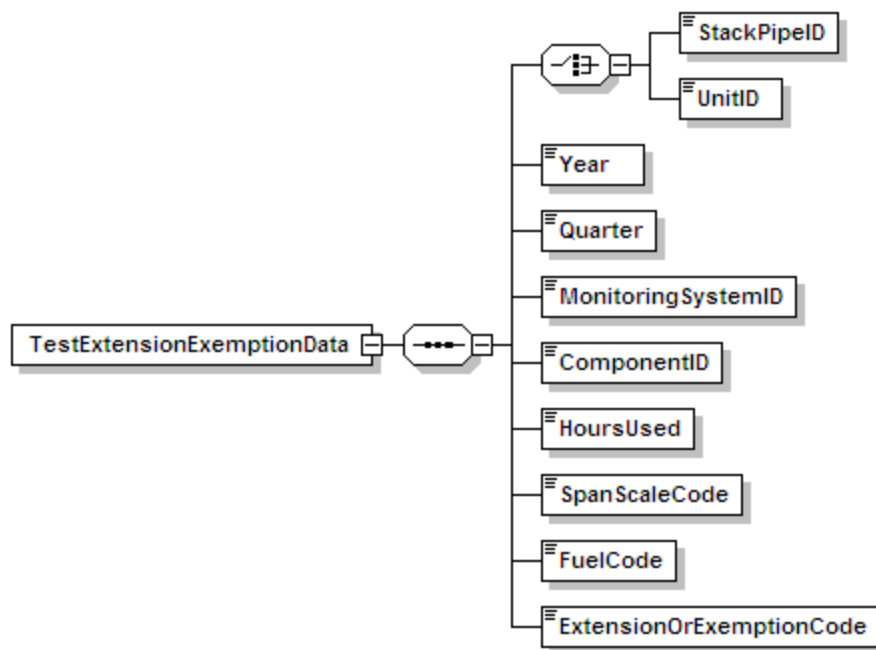 StackPipeID
UnitID
Year
Quarter
MonitoringSystemID
TestExtensionExemptionData
ComponentID
HoursUsed
SpanScaleCode
FuelCode
ExtensionOrExemptionCode